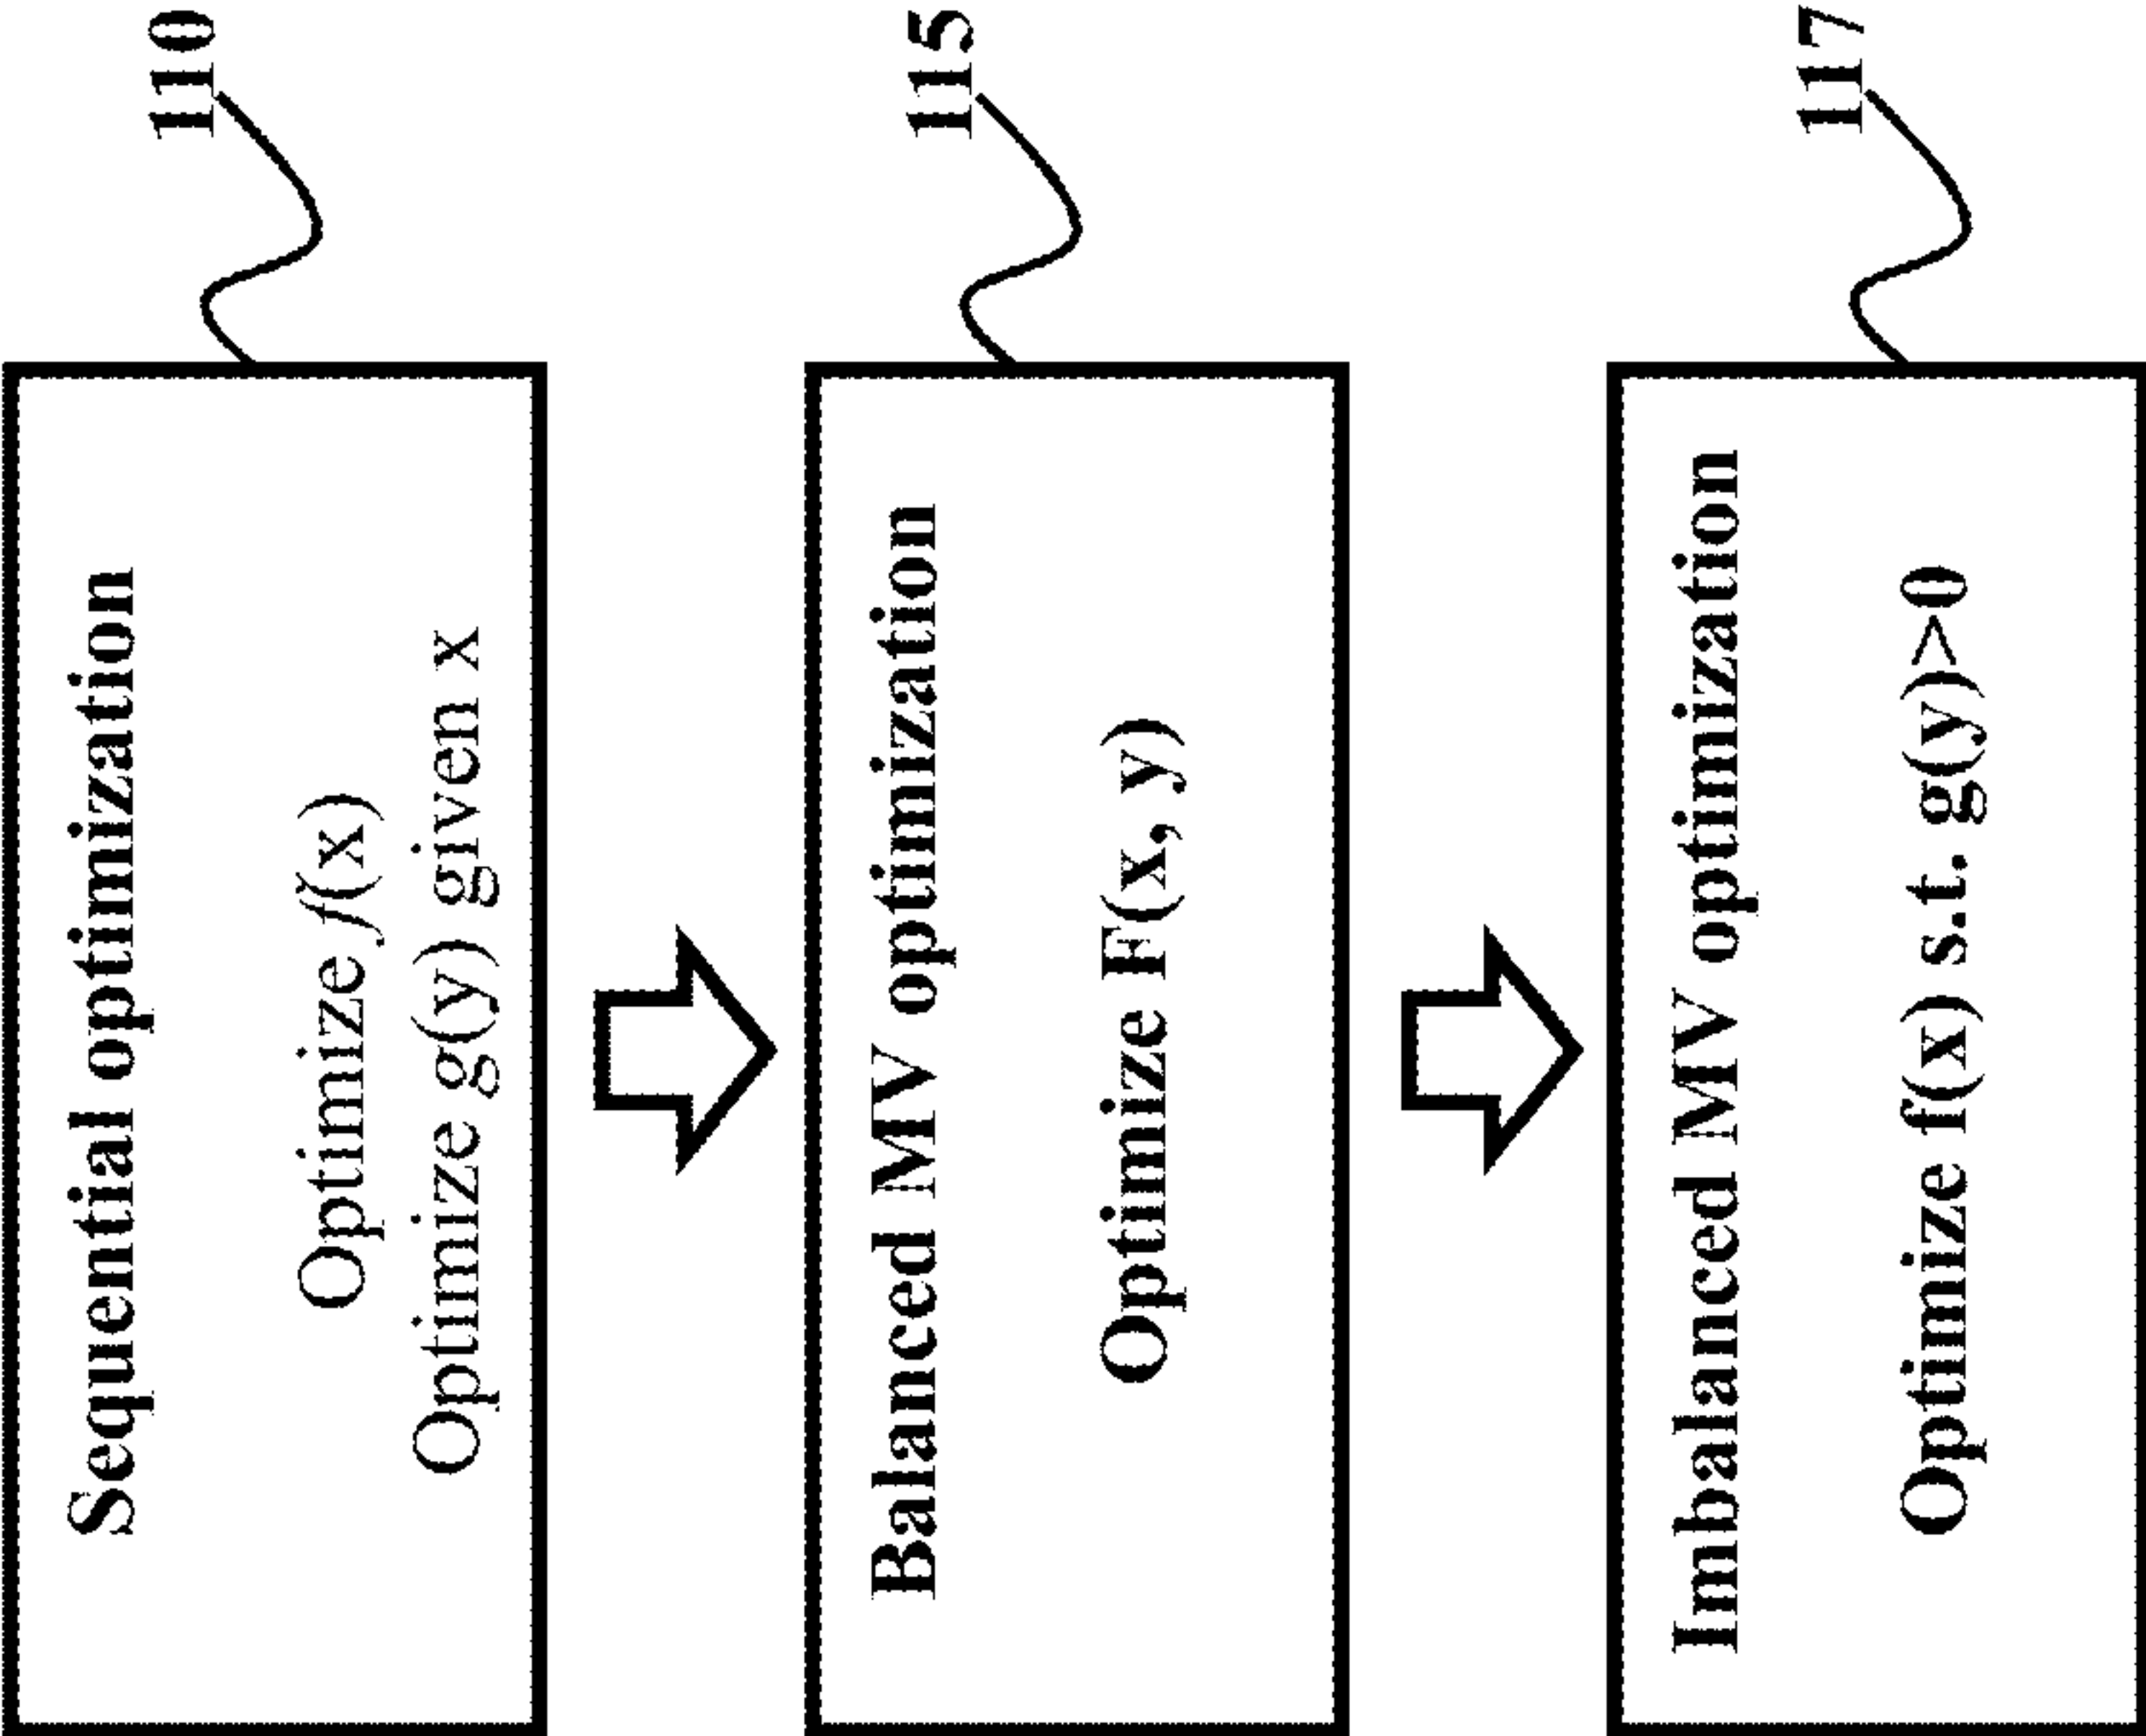 110
Sequential optimization
Optimize f(x)
Optimize g(y) given x
115
Balanced MV optimization
Optimize F(x, y)
117
Imbalanced MV optimization
Optimize f(x) s.t. g(y)>0